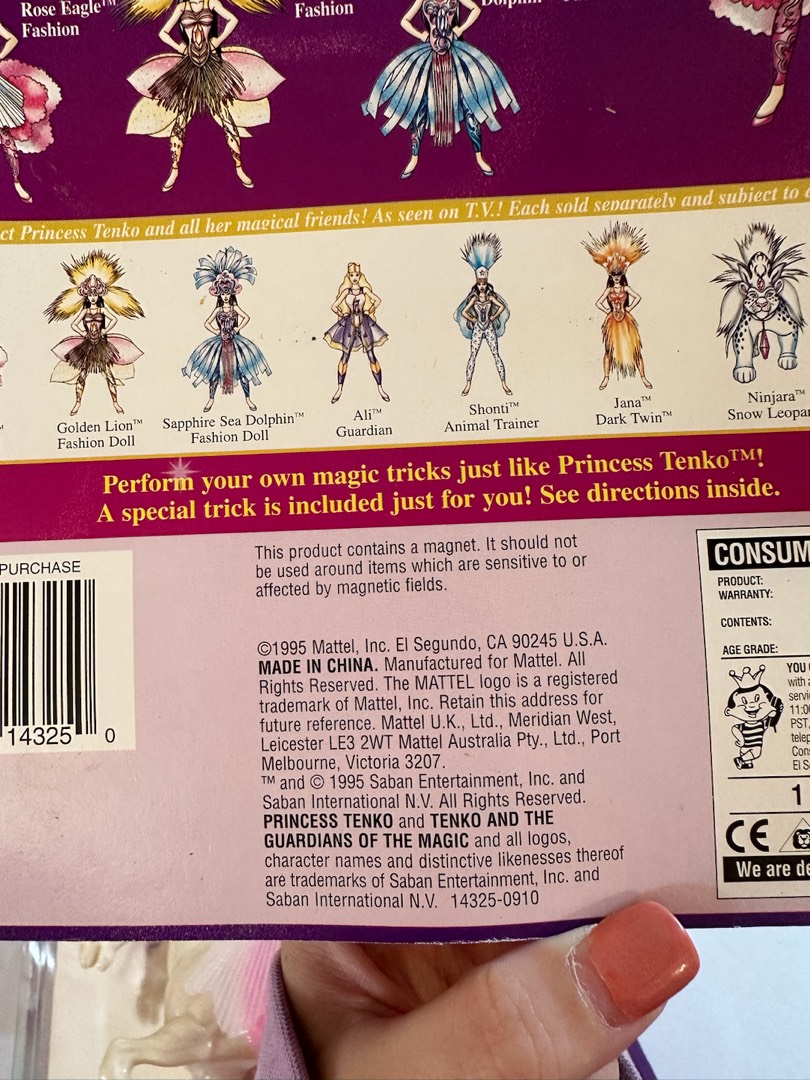 Rose Eagle™
Fashion
Fashion
Dolphin™
ct Princess Tenko and all her magical friends! As seen on T.V.! Each sold separately and subject to
Golden Lion™
Fashion Doll
Sapphire Sea Dolphin™
Fashion Doll
Ali™
Guardian
Shonti™
Animal Trainer
Jana™
Dark Twin™
Ninjara™
Snow Leopar
Perform your own magic tricks just like Princess Tenko™!
A special trick is included just for you! See directions inside.
PURCHASE
14325 0
This product contains a magnet. It should not
be used around items which are sensitive to or
affected by magnetic fields.
©1995 Mattel, Inc. El Segundo, CA 90245 U.S.A.
MADE IN CHINA. Manufactured for Mattel. All
Rights Reserved. The MATTEL logo is a registered
trademark of Mattel, Inc. Retain this address for
future reference. Mattel U.K., Ltd., Meridian West,
Leicester LE3 2WT Mattel Australia Pty., Ltd., Port
Melbourne, Victoria 3207.
™ and © 1995 Saban Entertainment, Inc. and
Saban International N.V. All Rights Reserved.
PRINCESS TENKO and TENKO AND THE
GUARDIANS OF THE MAGIC and all logos,
character names and distinctive likenesses thereof
are trademarks of Saban Entertainment, Inc. and
Saban International N.V. 14325-0910
CONSUM
PRODUCT:
WARRANTY:
CONTENTS:
AGE GRADE:
YOU
with a
servi
11:00
PST.
telep
Con
El S
1
CE
We are de